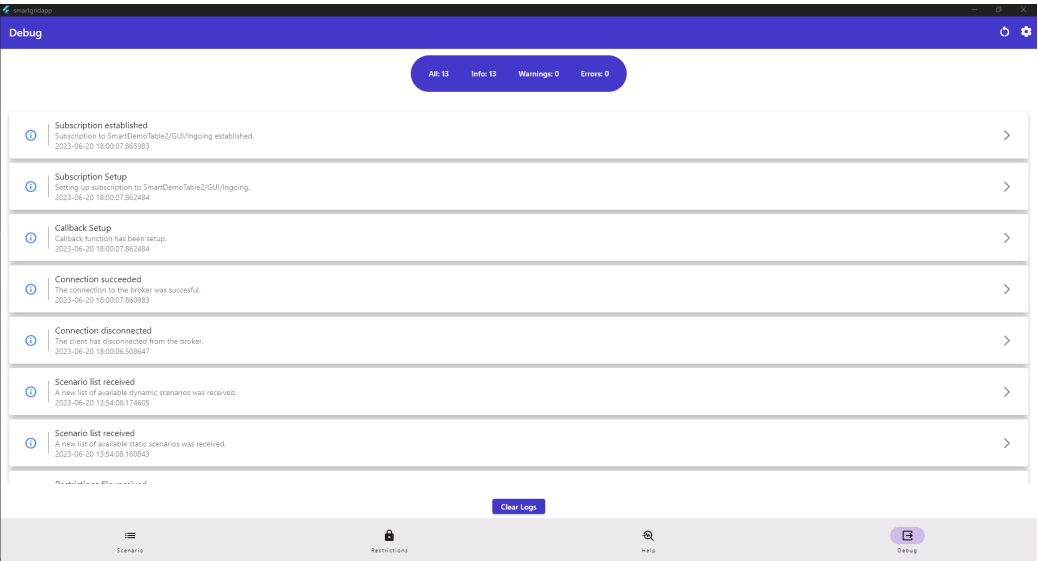 smartgridapp
Debug
All: 13 Info: 13 Warnings: 0 Errors: 0
Subscription established
Subscription to SmartDemoTable2/GUI/Ingoing established.
2023-06-20 18:00:07.865983
Subscription Setup
Setting up subscription to SmartDemoTable2/GUI/Ingoing.
2023-06-20 18:00:07.862484
Callback Setup
Callback function has been setup.
2023-06-20 18:00:07.862484
Connection succeeded
The connection to the broker was succesful.
2023-06-20 18:00:07.860983
Connection disconnected
The client has disconnected from the broker.
2023-06-20 18:00:06.508647
Scenario list received
A new list of available dynamic scenarios was received.
2023-06-20 13:54:08.174605
Scenario list received
A new list of available static scenarios was received.
2023-06-20 13:54:08.160843
Restrictions file received
Clear Logs
Scenario Restrictions Help Debug